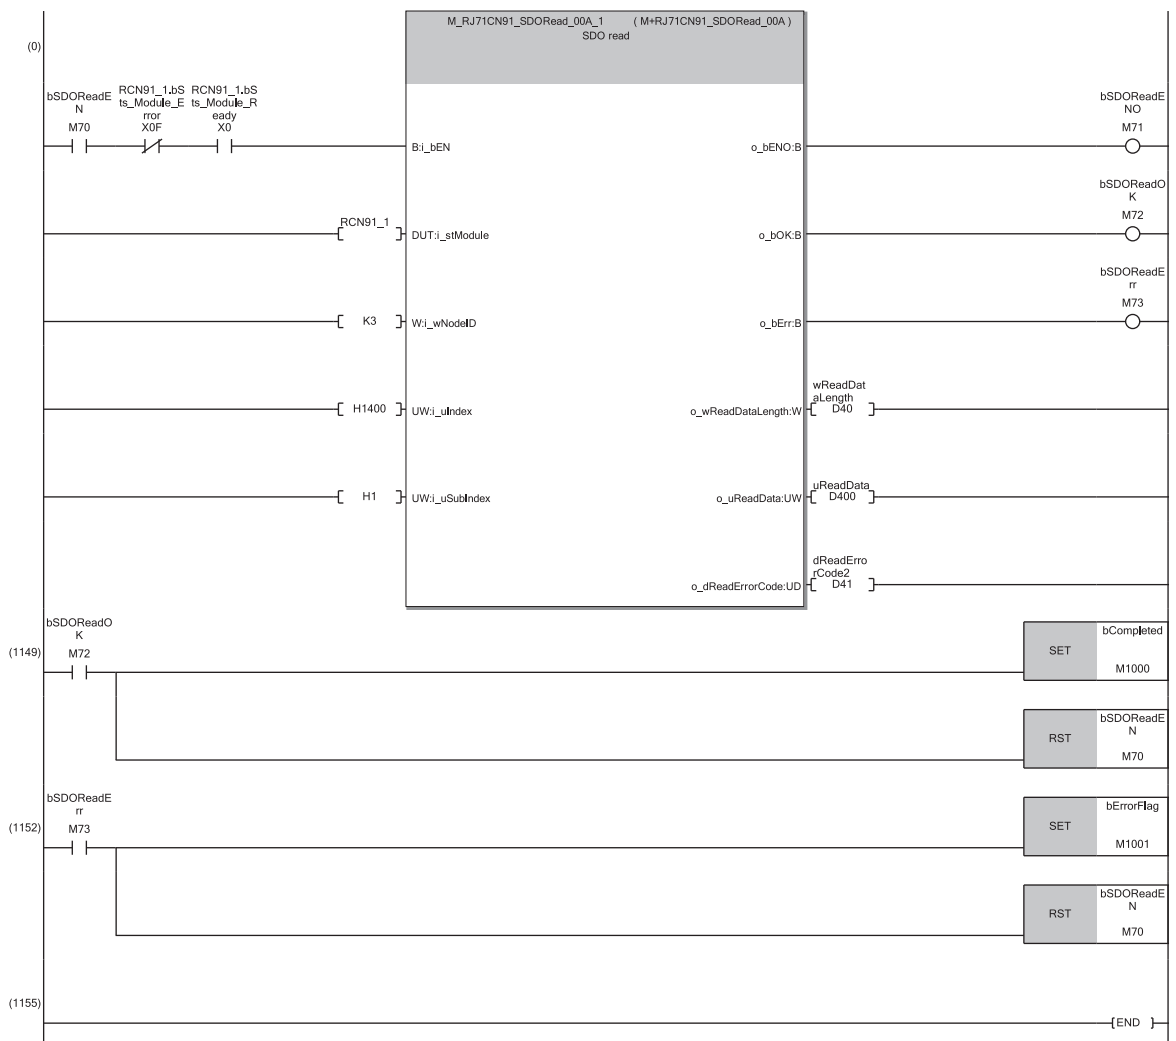 M_RJ71CN91_SDORead_00A_1 ( M+RJ71CN91_SDORead_00A )
SDO read
(0)
bSDOReadE
N
M70
RCN91_1.bS
ts_Module_E
rror
X0F
RCN91_1.bS
ts_Module_R
eady
X0
B:i_bEN
o_bENO:B
bSDOReadE
NO
M71
RCN91_1
DUT:i_stModule
o_bOK:B
bSDOReadO
K
M72
K3
W:i_wNodeID
o_bErr:B
bSDOReadE
rr
M73
H1400
UW:i_uIndex
o_wReadDataLength:W
wReadDat
aLength
D40
H1
UW:i_uSubIndex
o_uReadData:UW
uReadData
D400
o_dReadErrorCode:UD
dReadErro
rCode2
D41
(1149)
bSDOReadO
K
M72
SET
bCompleted
M1000
RST
bSDOReadE
N
M70
(1152)
bSDOReadE
rr
M73
SET
bErrorFlag
M1001
RST
bSDOReadE
N
M70
(1155)
END